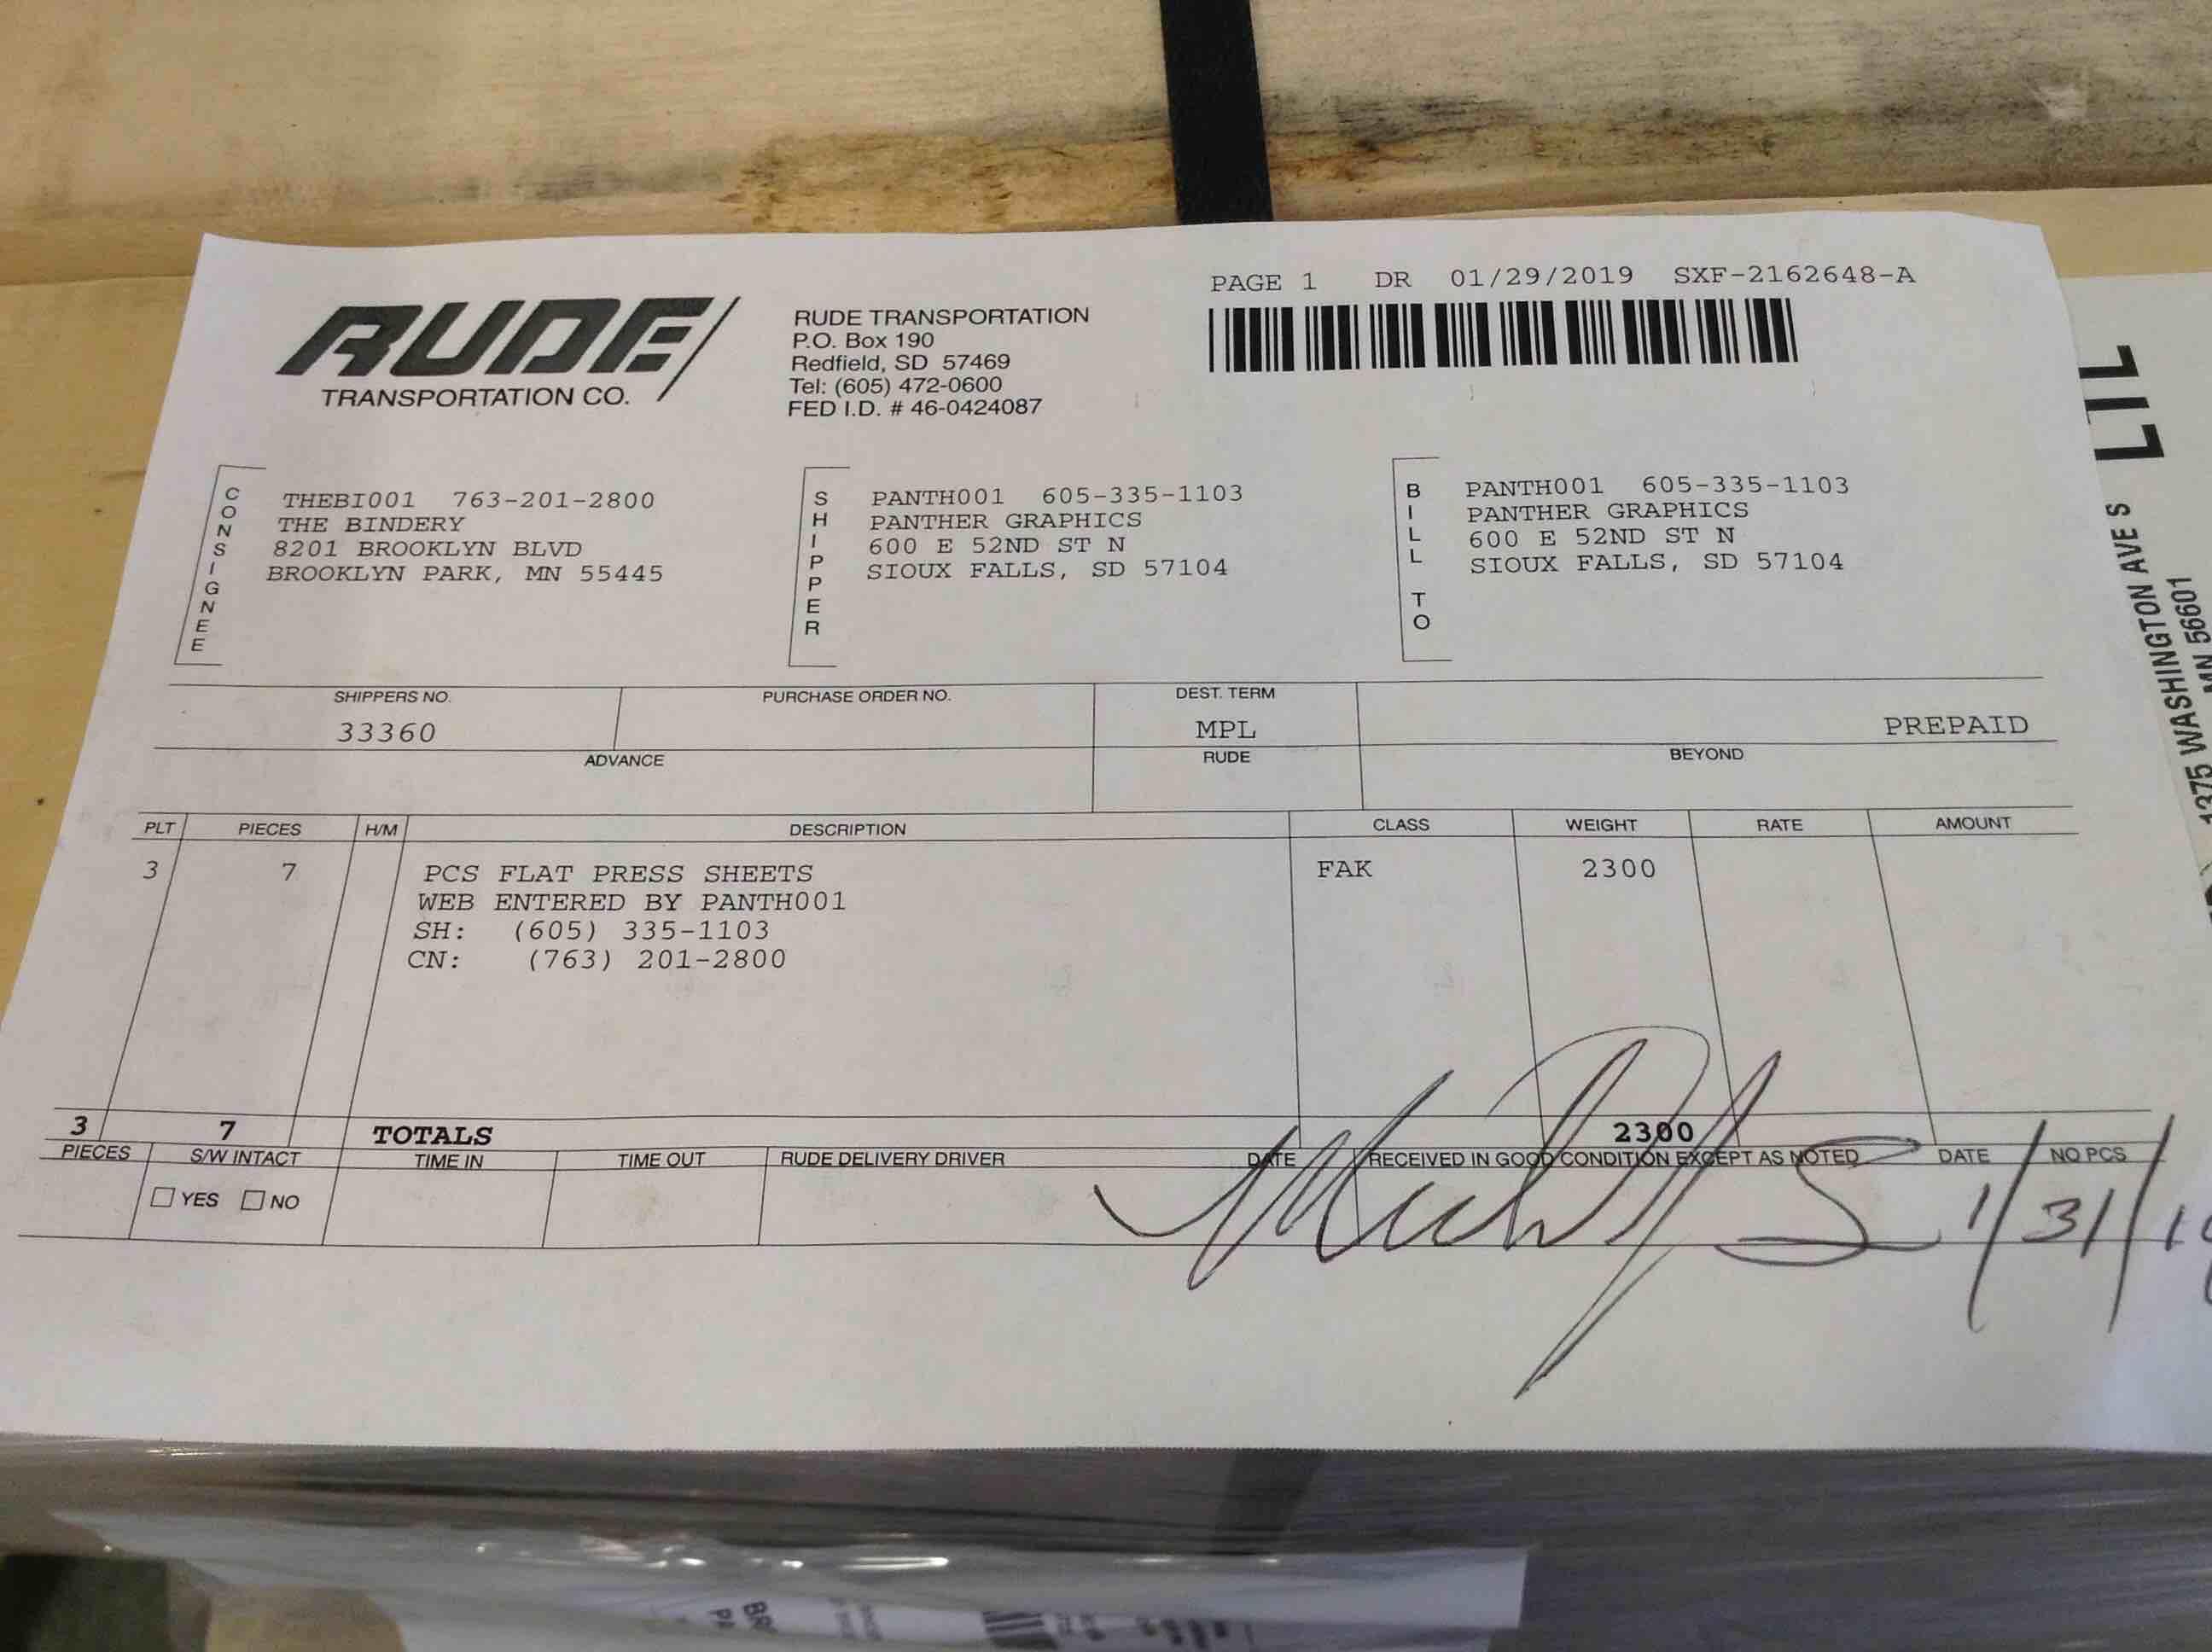 PAGE 1 DR 01/29/2019 SXF-2162648-A
RUDE
TRANSPORTATION CO.
RUDE TRANSPORTATION
P.O. Box 190
Redfield, SD 57469
Tel: (605) 472-0600
FED I.D. # 46-0424087
CONSIGNEE
THEBI001 763-201-2800
THE BINDERY
8201 BROOKLYN BLVD
BROOKLYN PARK, MN 55445
SHIPPER
PANTH001 605-335-1103
PANTHER GRAPHICS
600 E 52ND ST N
SIOUX FALLS, SD 57104
BILL TO
PANTH001 605-335-1103
PANTHER GRAPHICS
600 E 52ND ST N
SIOUX FALLS, SD 57104
SHIPPERS NO. PURCHASE ORDER NO. DEST. TERM
33360 MPL PREPAID
ADVANCE RUDE BEYOND
PLT PIECES H/M DESCRIPTION CLASS WEIGHT RATE AMOUNT
3 7 PCS FLAT PRESS SHEETS FAK 2300
WEB ENTERED BY PANTH001
SH: (605) 335-1103
CN: (763) 201-2800
3 7 TOTALS 2300
PIECES S/W INTACT TIME IN TIME OUT RUDE DELIVERY DRIVER DATE RECEIVED IN GOOD CONDITION EXCEPT AS NOTED DATE NO PCS
YES NO
1/31/1
LTL
1375 WASHINGTON AVE S
MN 56601